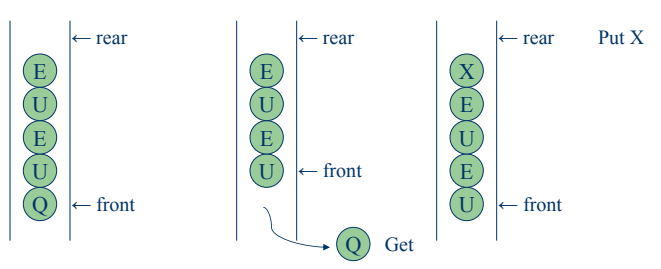 ← rear ← rear ← rear Put X
E E X
U U E
E E U
U U ← front E
Q ← front U ← front
Q Get